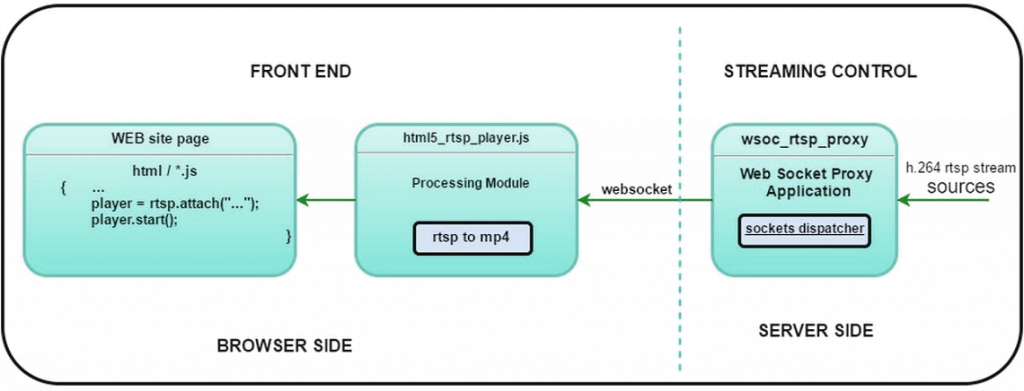 FRONT END
STREAMING CONTROL
WEB site page
html / *.js
{ ...
player = rtsp.attach("...");
player.start();
}
html5_rtsp_player.js
Processing Module
rtsp to mp4
websocket
wsoc_rtsp_proxy
Web Socket Proxy
Application
sockets dispatcher
h.264 rtsp stream
sources
BROWSER SIDE
SERVER SIDE